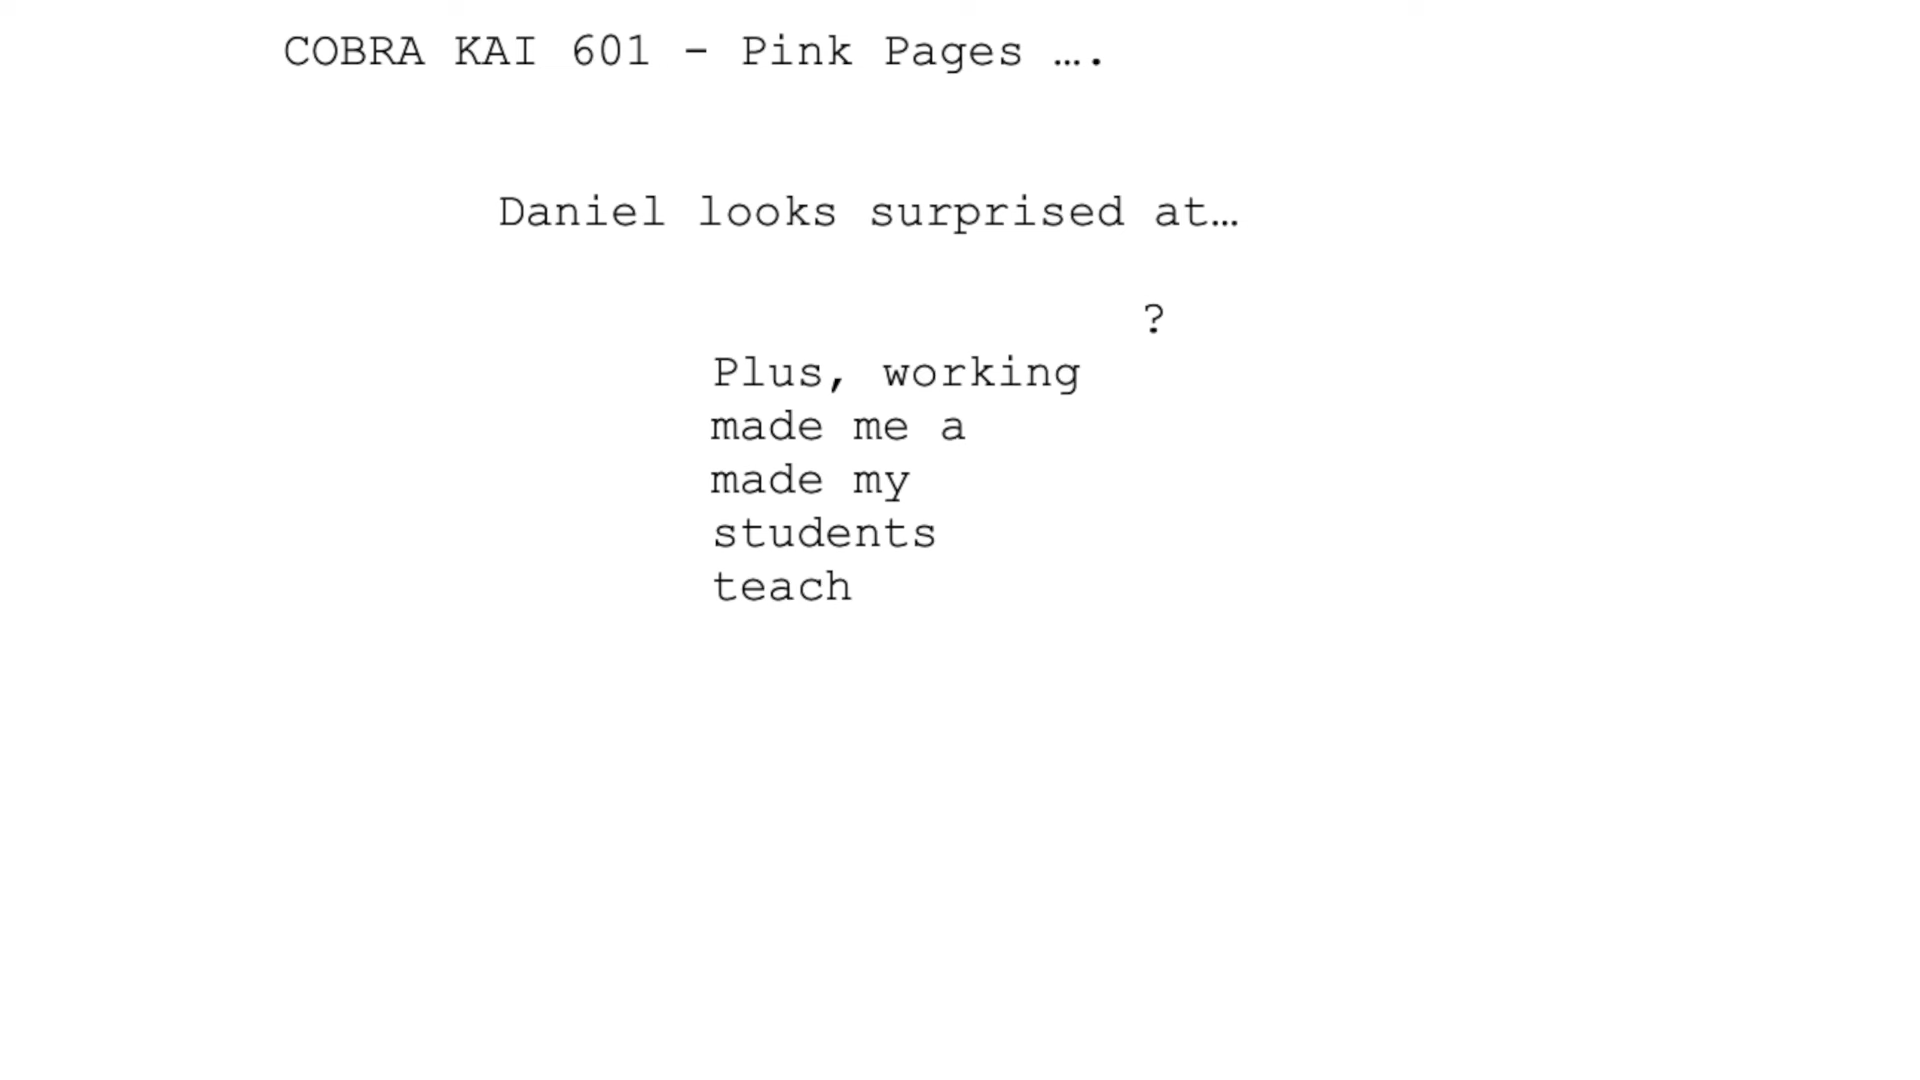 COBRA KAI 601 - Pink Pages ….
Daniel looks surprised at…
?
Plus, working
made me a
made my
students
teach